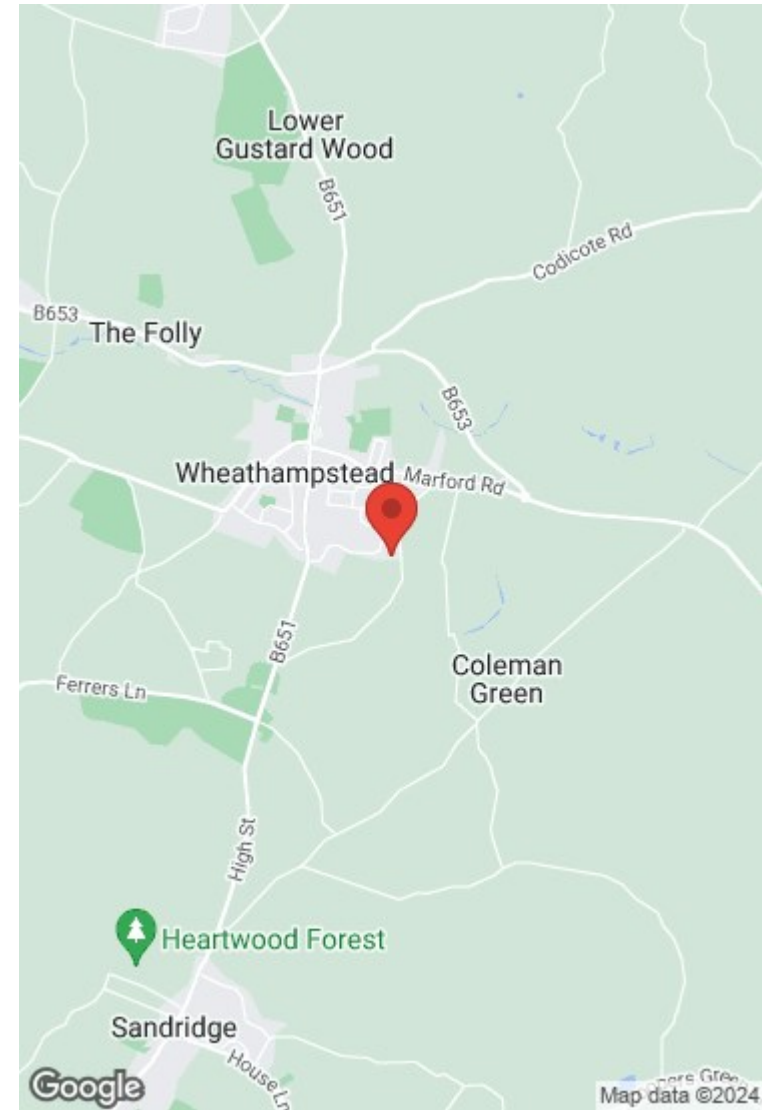 Lower
Gustard Wood
B651
Codicote Rd
B653
The Folly
B653
Wheathampstead
Marford Rd
B651
Coleman
Green
Ferrers Ln
High St
Heartwood Forest
Sandridge
House Ln
Google
Map data ©2024